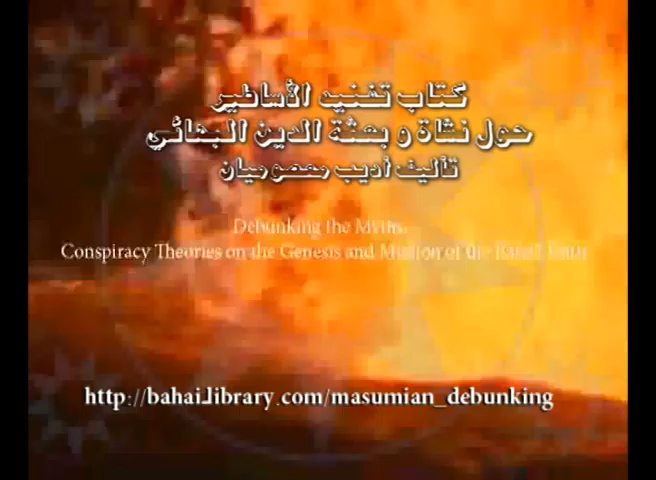 كتاب تفنيد الأساطير
حول نشاة و بعثة الدين البهائي
تأليف أديب معصوميان
Debunking the Myths:
Conspiracy Theories on the Genesis and Mission of the Bahá'í Faith
http://bahai-library.com/masumian_debunking